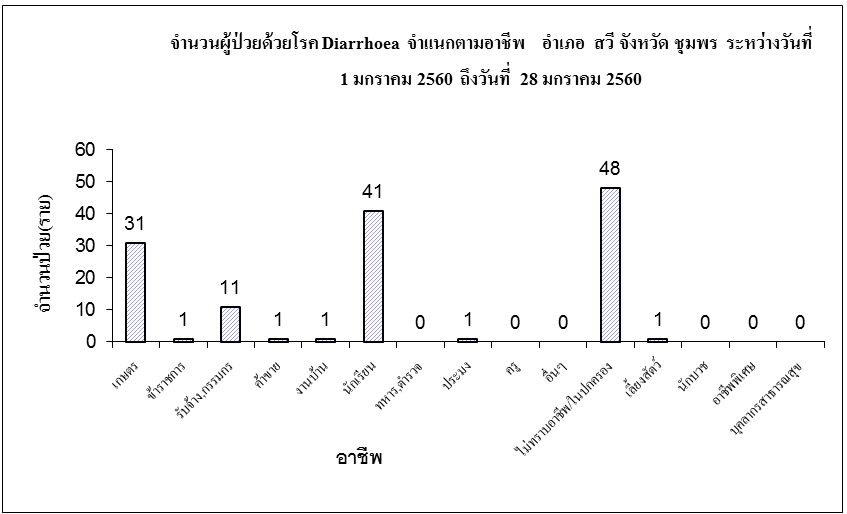 จำนวนผู้ป่วยด้วยโรค Diarrhoea จำแนกตามอาชีพ อำเภอ สวี จังหวัด ชุมพร ระหว่างวันที่
1 มกราคม 2560 ถึงวันที่ 28 มกราคม 2560
จำนวนป่วย(ราย)
60
50
40
30
20
10
0
31
1
11
1
1
41
0
1
0
0
48
1
0
0
0
เกษตร
ข้าราชการ
รับจ้าง,กรรมกร
ค้าขาย
งานบ้าน
นักเรียน
ทหาร,ตำรวจ
ประมง
ครู
อื่นๆ
ไม่ทราบอาชีพ/ในปกครอง
เลี้ยงสัตว์
นักบวช
อาชีพพิเศษ
บุคลากรสาธารณสุข
อาชีพ